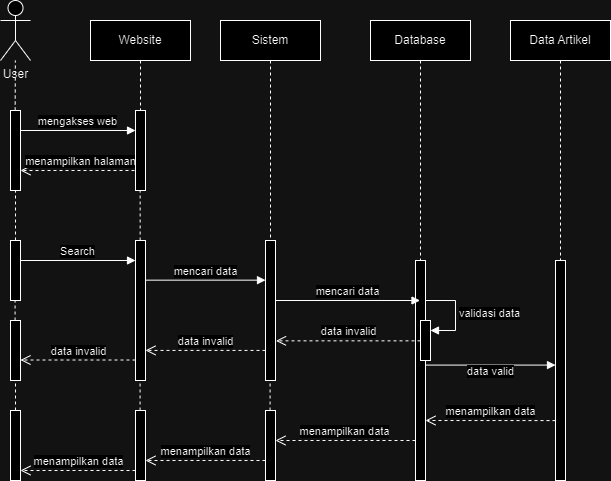 Website
Sistem
Database
Data Artikel
User
mengakses web
menampilkan halaman
Search
mencari data
mencari data
validasi data
data invalid
data invalid
data invalid
data valid
menampilkan data
menampilkan data
menampilkan data
menampilkan data